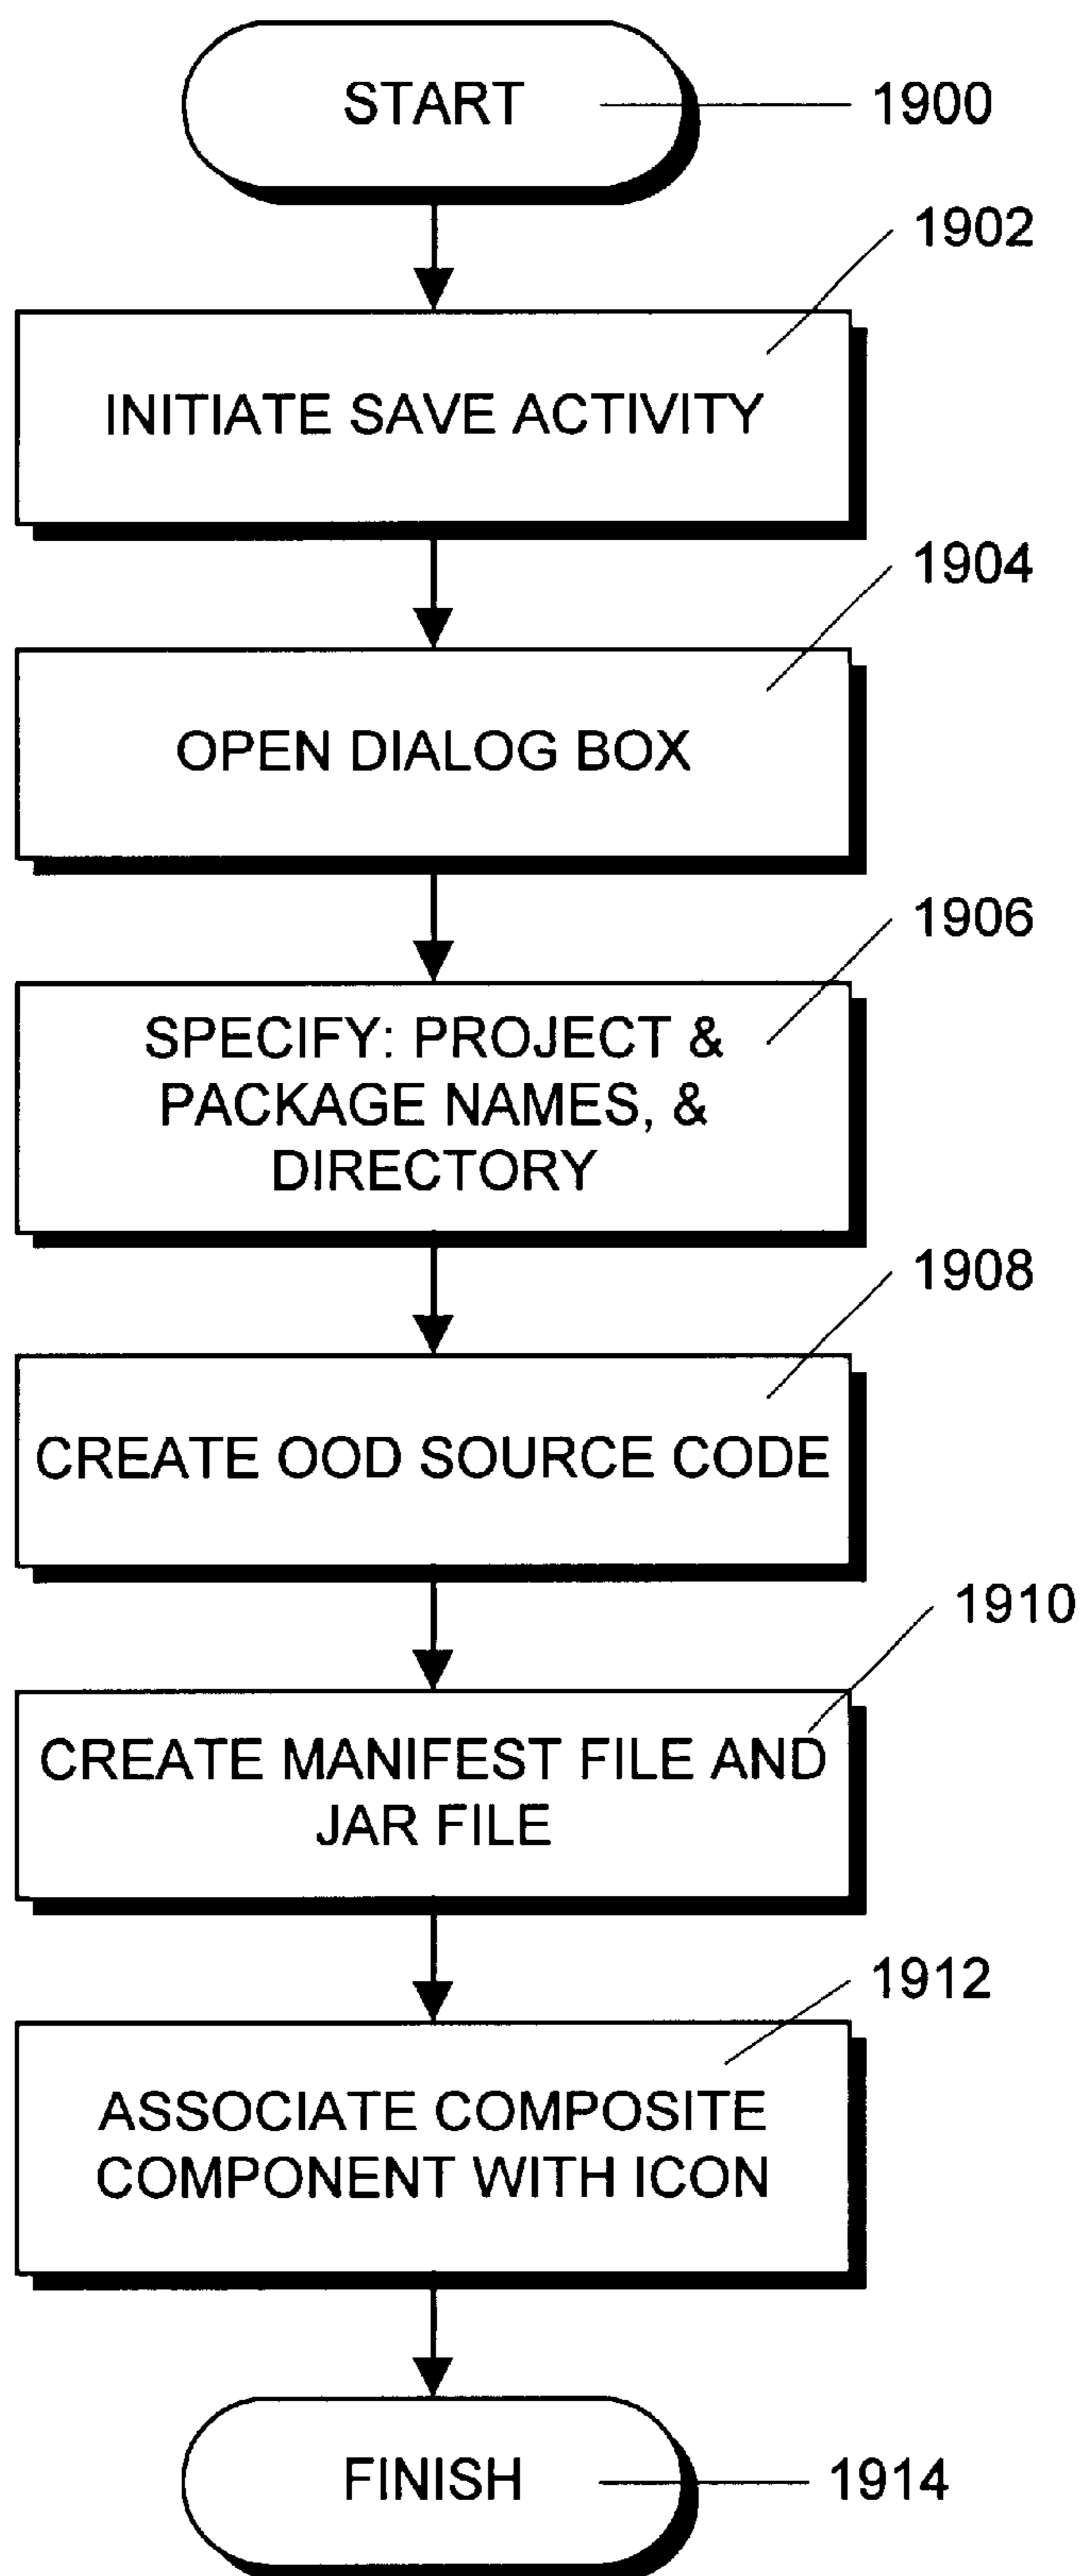 START
1900
1902
INITIATE SAVE ACTIVITY
1904
OPEN DIALOG BOX
1906
SPECIFY: PROJECT &
PACKAGE NAMES, &
DIRECTORY
1908
CREATE OOD SOURCE CODE
1910
CREATE MANIFEST FILE AND
JAR FILE
1912
ASSOCIATE COMPOSITE
COMPONENT WITH ICON
FINISH
1914